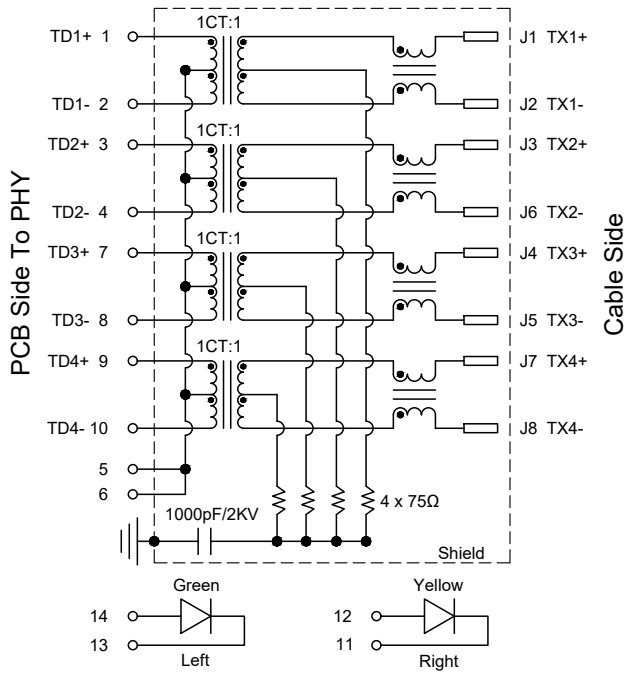 1CT:1
TD1+ 1
J1 TX1+
TD1- 2
J2 TX1-
1CT:1
TD2+ 3
J3 TX2+
TD2- 4
J6 TX2-
1CT:1
TD3+ 7
J4 TX3+
TD3- 8
J5 TX3-
1CT:1
TD4+ 9
J7 TX4+
TD4- 10
J8 TX4-
PCB Side To PHY
Cable Side
5
6
4 x 75Ω
1000pF/2KV
Shield
Green
14
13
Left
Yellow
12
11
Right